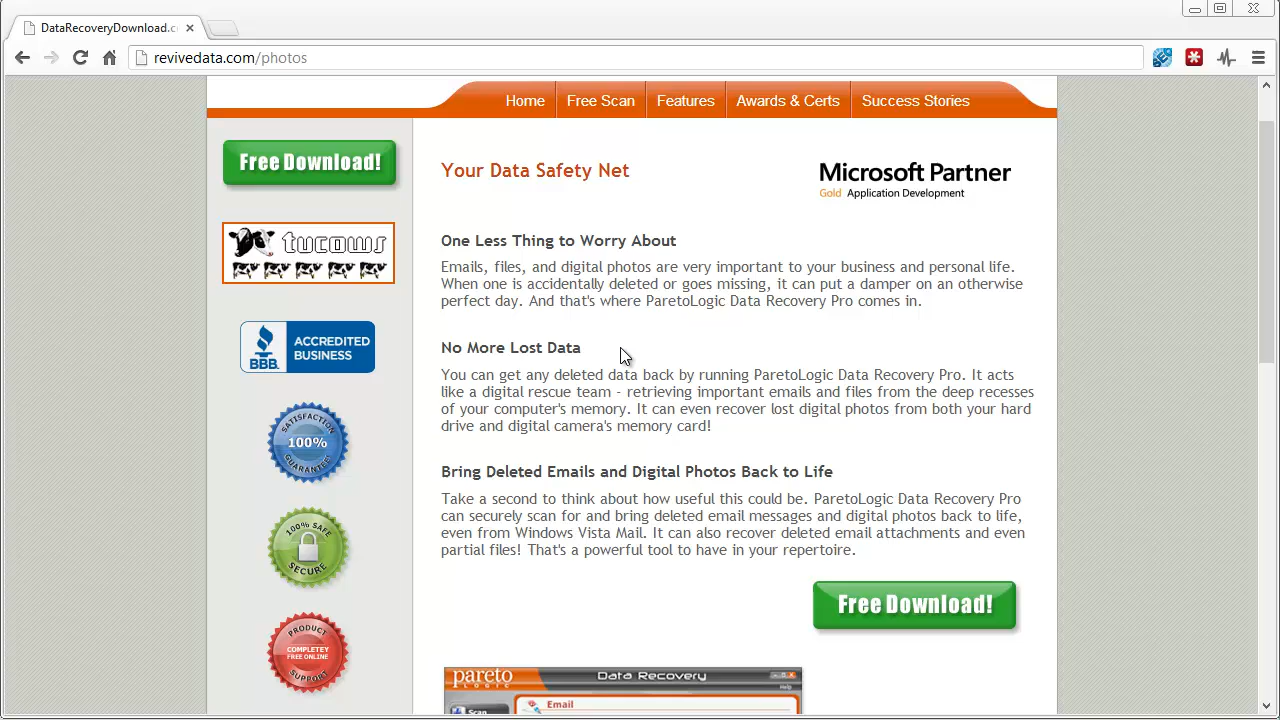 DataRecoveryDownload.c
revivedata.com/photos
Home
Free Scan
Features
Awards & Certs
Success Stories
Free Download!
tucows
BBB.
ACCREDITED
BUSINESS
SATISFACTION
100%
GUARANTEE
100% SAFE
SECURE
PRODUCT
COMPLETEY
FREE ONLINE
SUPPORT
Your Data Safety Net
Microsoft Partner
Gold Application Development
One Less Thing to Worry About
Emails, files, and digital photos are very important to your business and personal life.
When one is accidentally deleted or goes missing, it can put a damper on an otherwise
perfect day. And that's where ParetoLogic Data Recovery Pro comes in.
No More Lost Data
You can get any deleted data back by running ParetoLogic Data Recovery Pro. It acts
like a digital rescue team - retrieving important emails and files from the deep recesses
of your computer's memory. It can even recover lost digital photos from both your hard
drive and digital camera's memory card!
Bring Deleted Emails and Digital Photos Back to Life
Take a second to think about how useful this could be. ParetoLogic Data Recovery Pro
can securely scan for and bring deleted email messages and digital photos back to life,
even from Windows Vista Mail. It can also recover deleted email attachments and even
partial files! That's a powerful tool to have in your repertoire.
Free Download!
pareto
LOGIC
Data Recovery
Help
Scan
Email